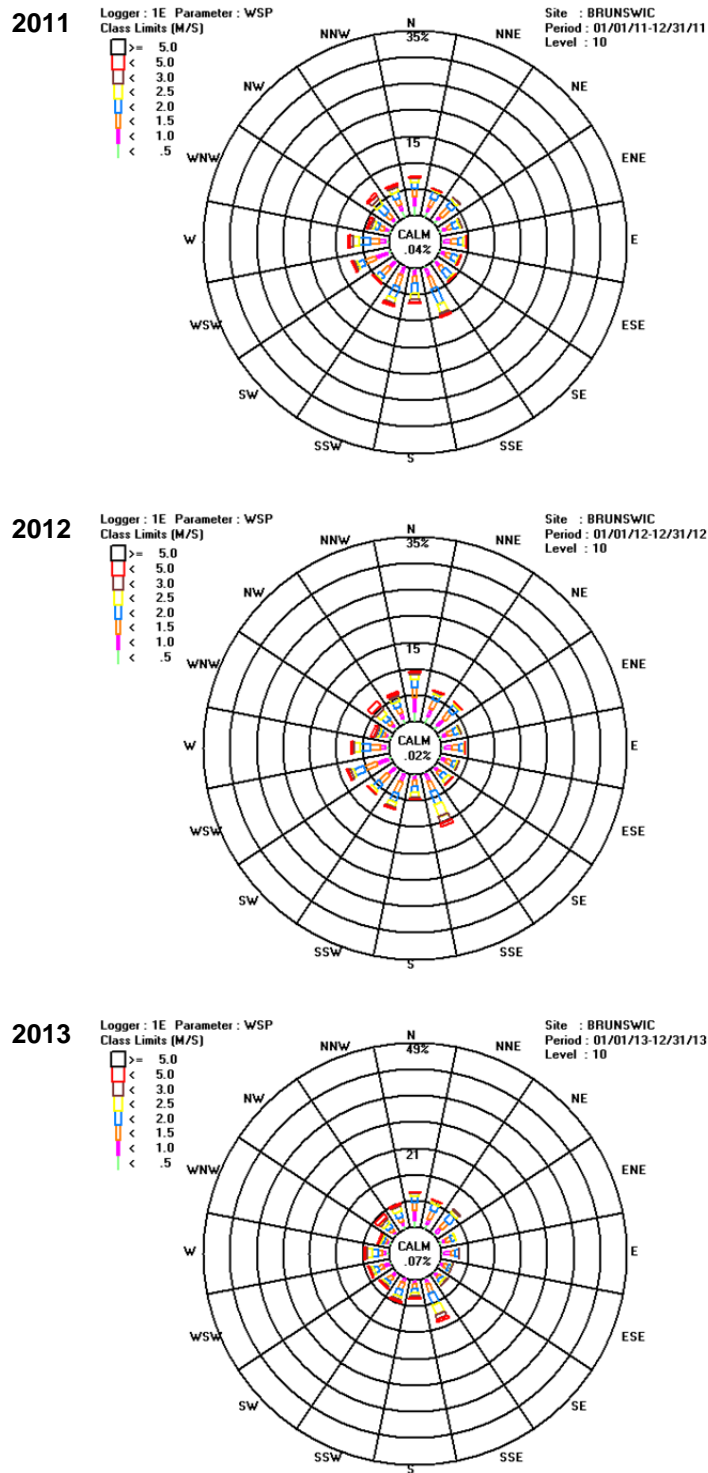 2011
Logger : 1E Parameter : WSP
Class Limits (M/S)
>= 5.0
< 5.0
< 3.0
< 2.5
< 2.0
< 1.5
< 1.0
< .5
Site : BRUNSWIC
Period : 01/01/11-12/31/11
Level : 10
N
35%
NNW
NNE
NW
NE
15
WNW
ENE
CALM
.04%
W
E
WSW
ESE
SW
SE
SSW
SSE
S
2012
Logger : 1E Parameter : WSP
Class Limits (M/S)
>= 5.0
< 5.0
< 3.0
< 2.5
< 2.0
< 1.5
< 1.0
< .5
Site : BRUNSWIC
Period : 01/01/12-12/31/12
Level : 10
N
35%
NNW
NNE
NW
NE
15
WNW
ENE
CALM
.02%
W
E
WSW
ESE
SW
SE
SSW
SSE
S
2013
Logger : 1E Parameter : WSP
Class Limits (M/S)
>= 5.0
< 5.0
< 3.0
< 2.5
< 2.0
< 1.5
< 1.0
< .5
Site : BRUNSWIC
Period : 01/01/13-12/31/13
Level : 10
N
49%
NNW
NNE
NW
NE
21
WNW
ENE
CALM
.07%
W
E
WSW
ESE
SW
SE
SSW
SSE
S